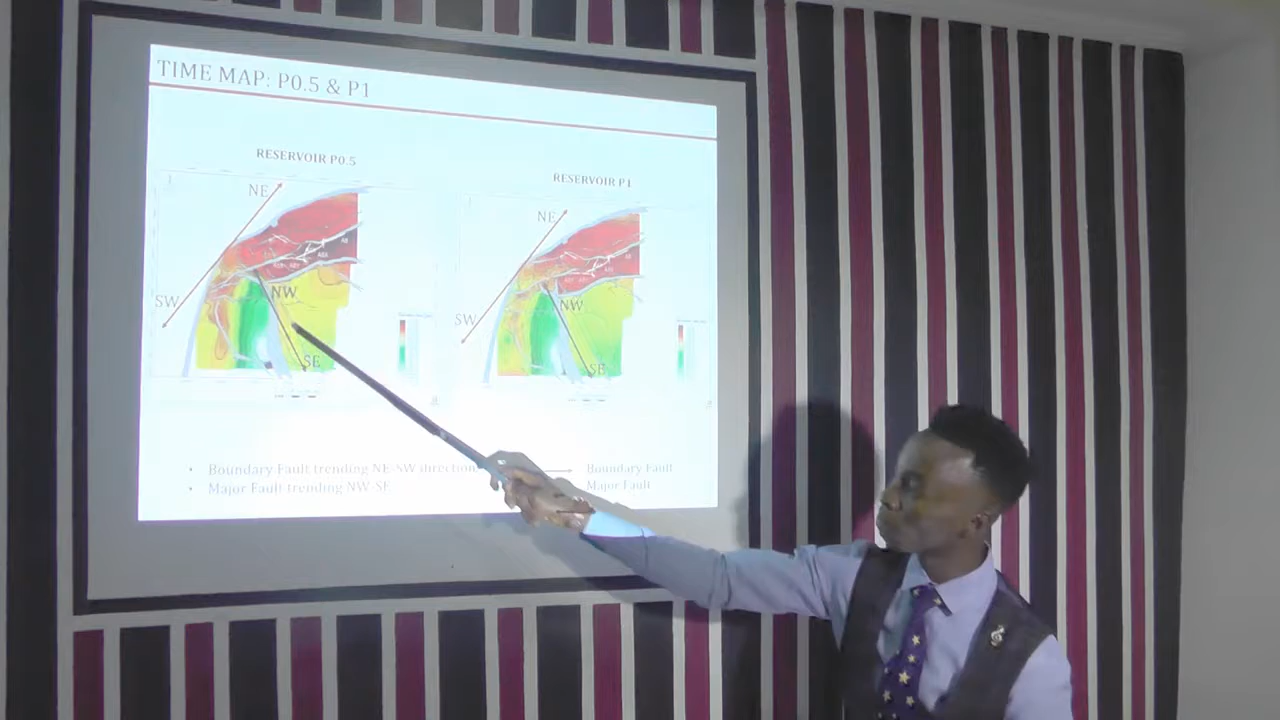 TIME MAP: P0.5 & P1
RESERVOIR P0.5
RESERVOIR P1
NE
NE
SW
NW
SE
SW
NW
SE
• Boundary Fault trending NE-SW direction
• Major Fault trending NW-SE
Boundary Fault
Major Fault